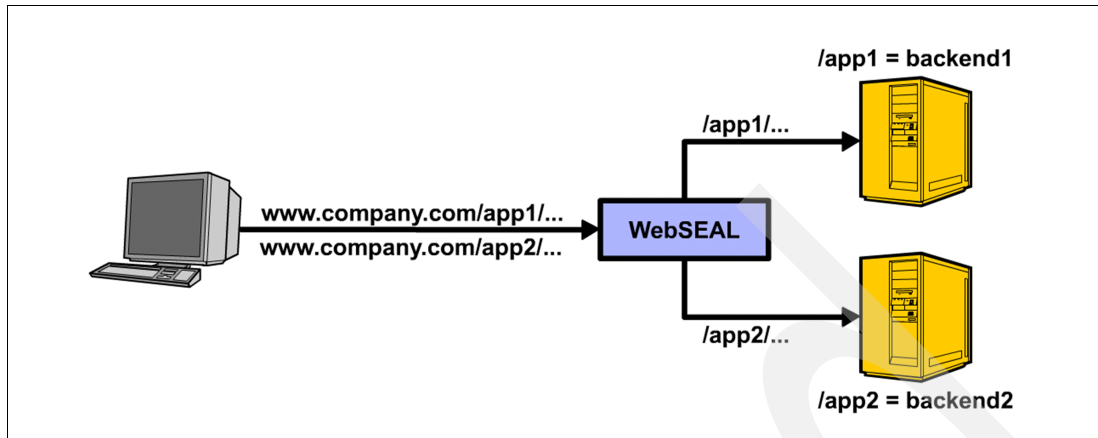 /app1 = backend1
/app1/...
www.company.com/app1/...
WebSEAL
www.company.com/app2/...
/app2/...
/app2 = backend2